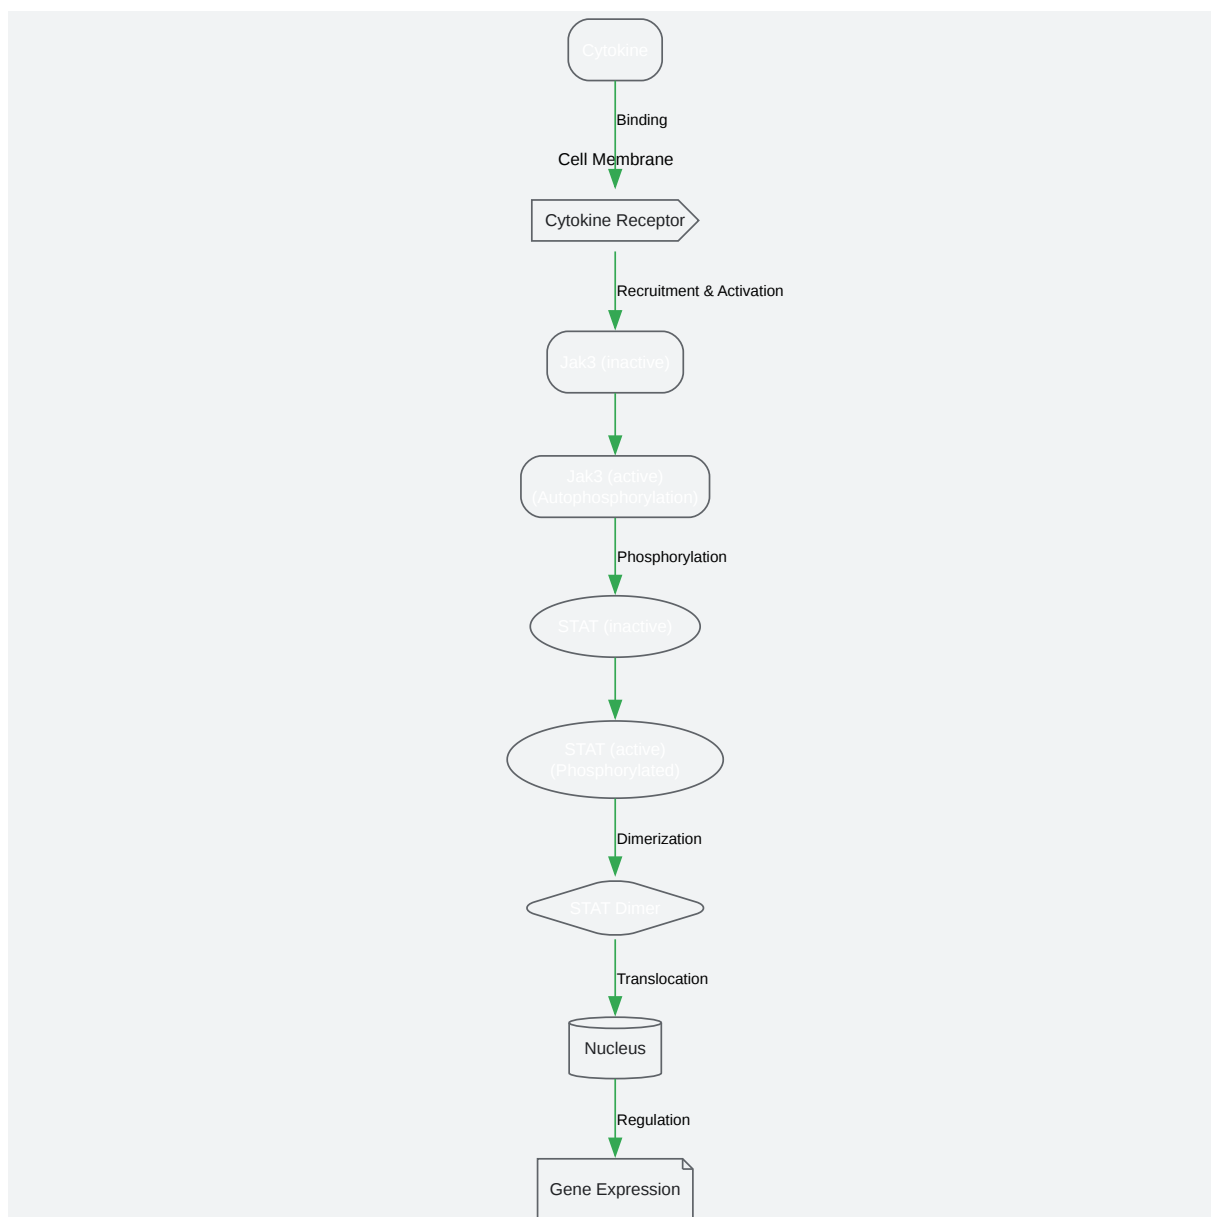 Cytokine
Binding
Cell Membrane
Cytokine Receptor
Recruitment & Activation
Jak3 (inactive)
Jak3 (active)
(Autophosphorylation)
Phosphorylation
STAT (inactive)
STAT (active)
(Phosphorylated)
Dimerization
STAT Dimer
Translocation
Nucleus
Regulation
Gene Expression